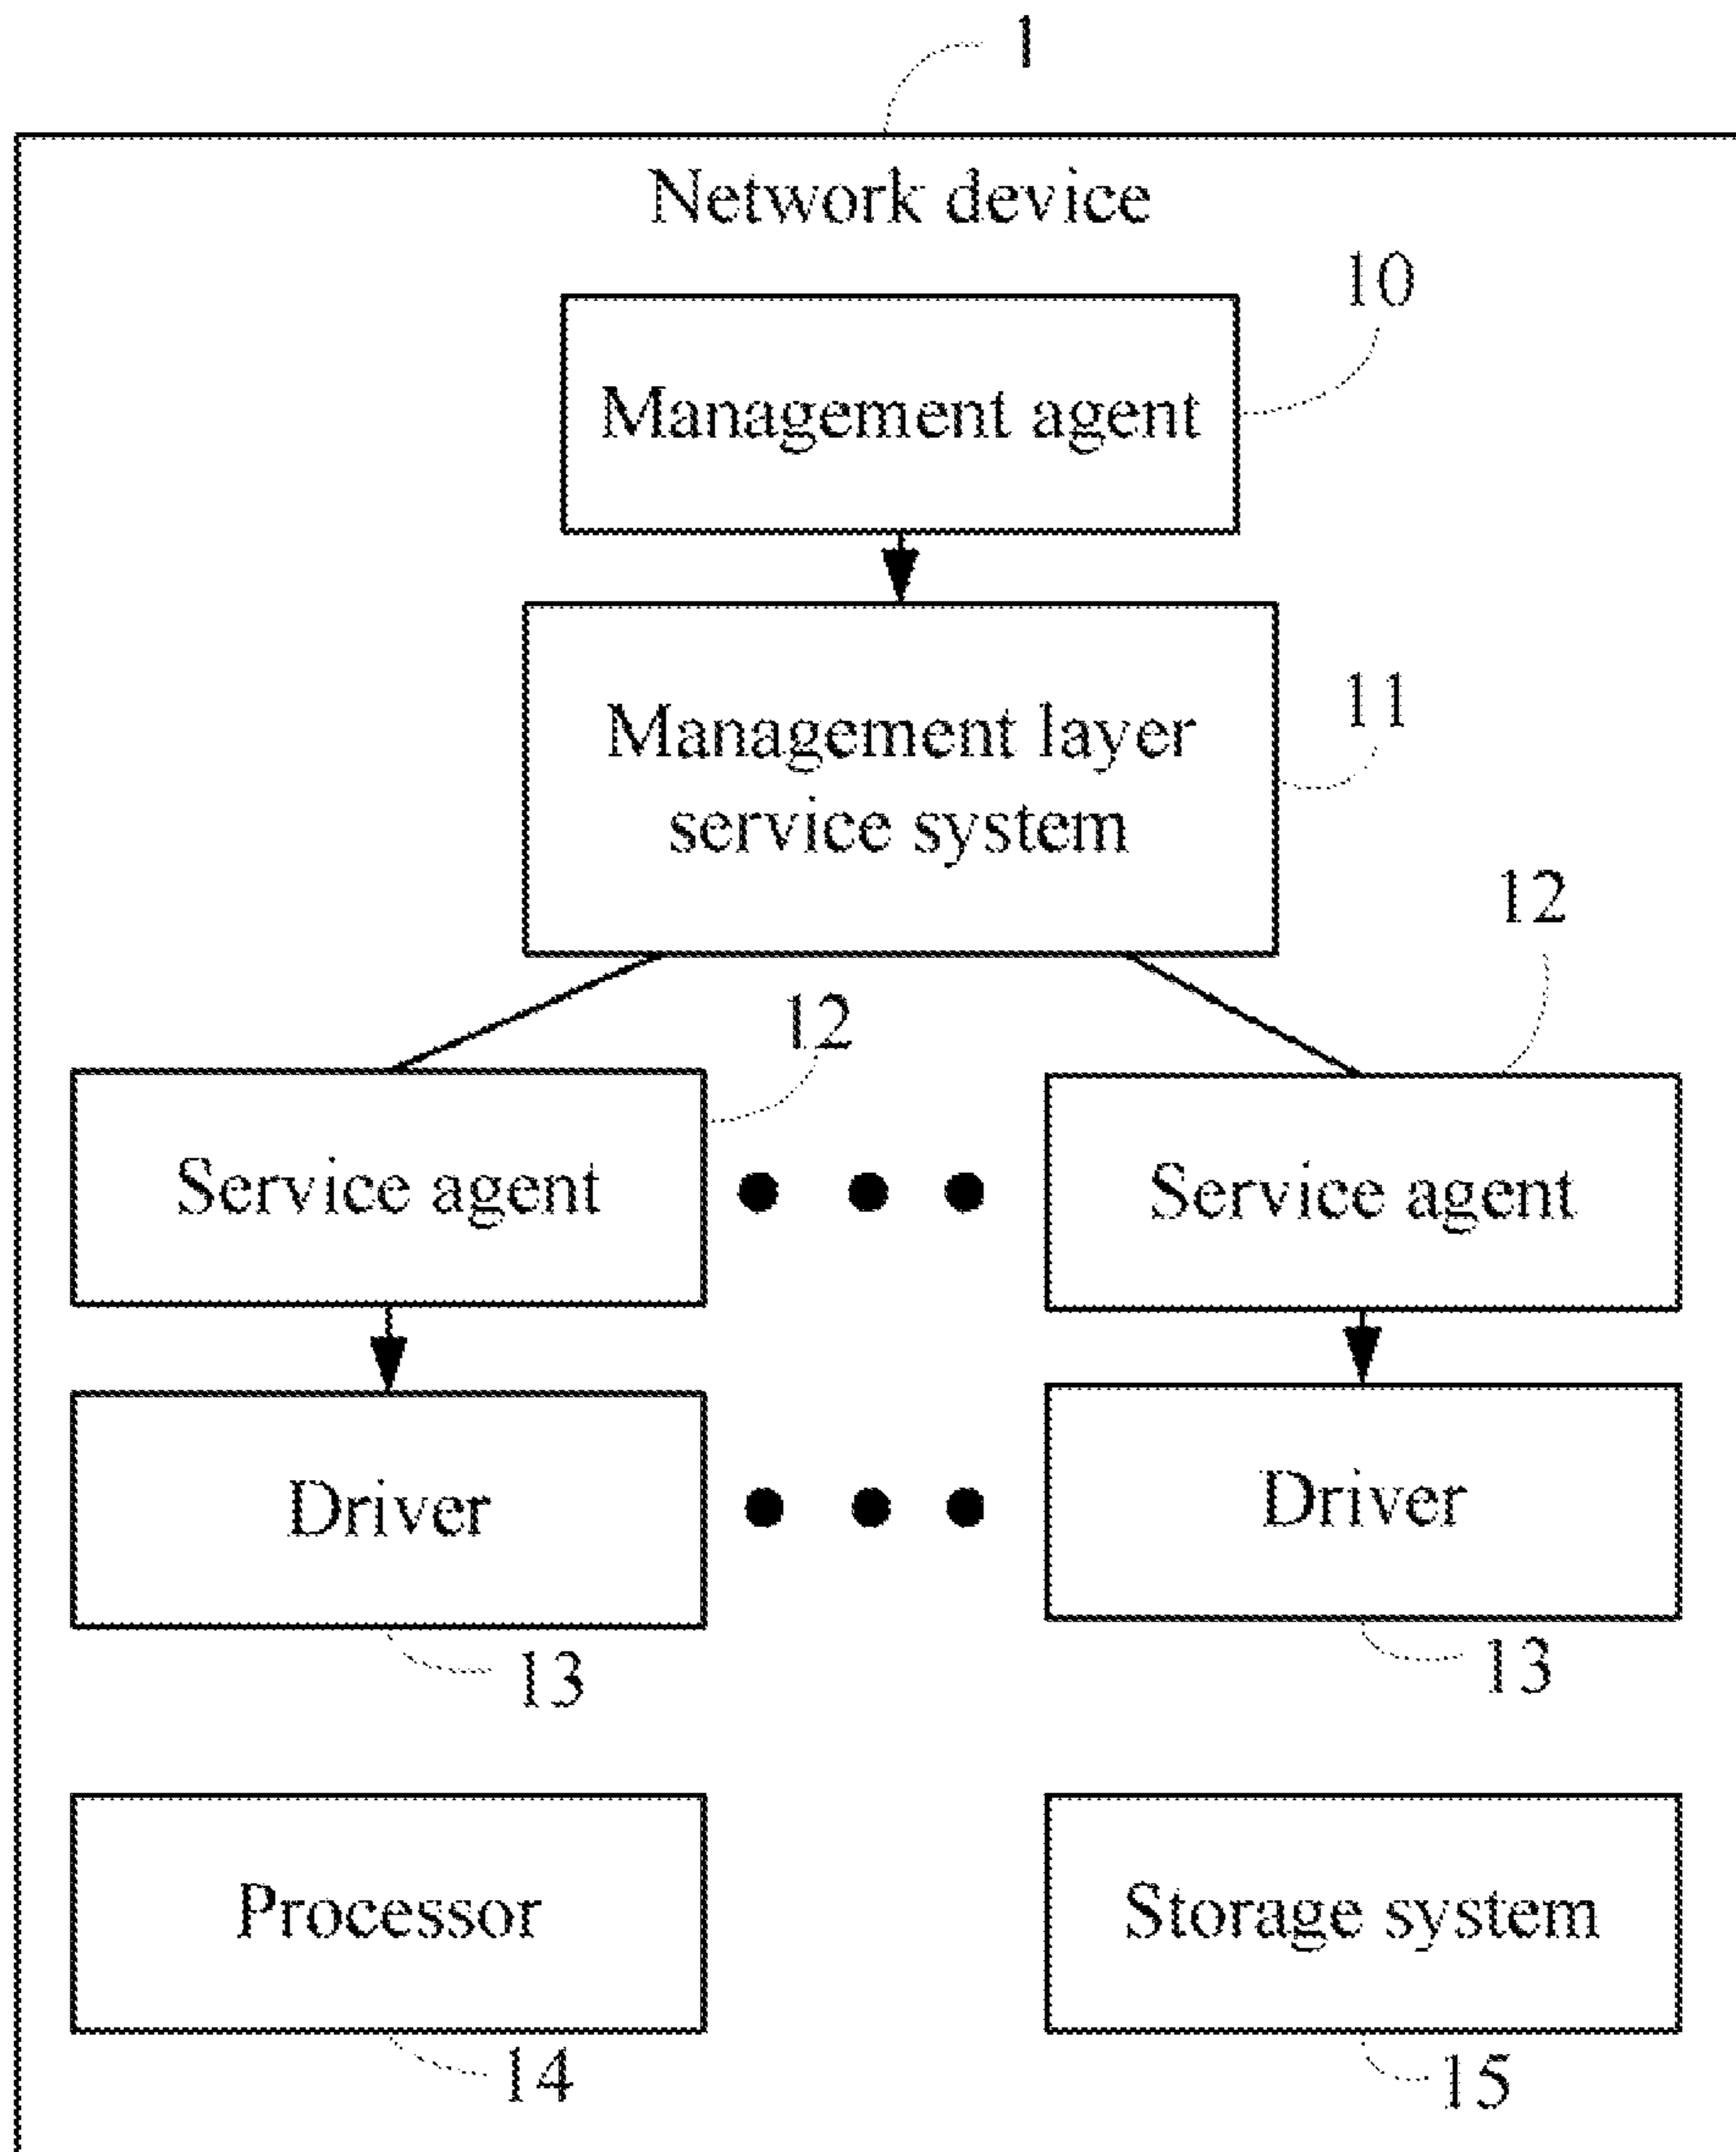 1
Network device
10
Management agent
11
Management layer
service system
12
12
Service agent
Service agent
Driver
Driver
13
13
Processor
Storage system
14
15